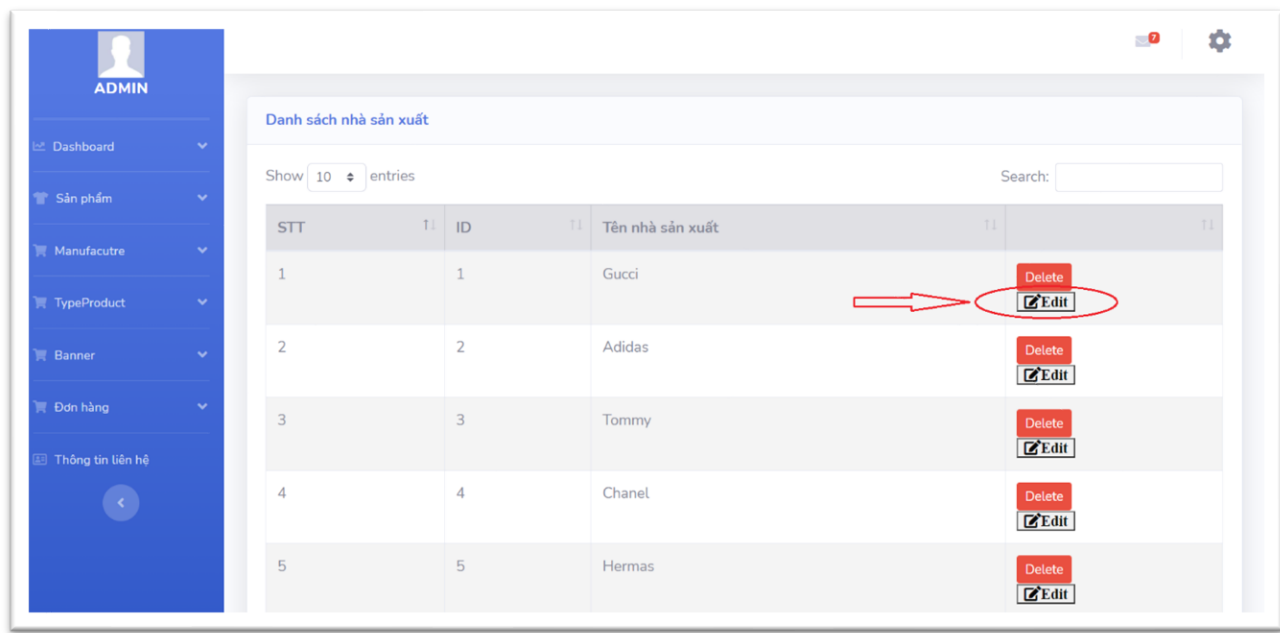 7
ADMIN
Danh sách nhà sản xuất
Dashboard
Show 10 entries
Search:
Sản phẩm
STT ID Tên nhà sản xuất
Manufacutre
1 1 Gucci Delete
Edit
TypeProduct
2 2 Adidas Delete
Edit
Banner
Đơn hàng
3 3 Tommy Delete
Edit
Thông tin liên hệ
4 4 Chanel Delete
Edit
5 5 Hermas Delete
Edit